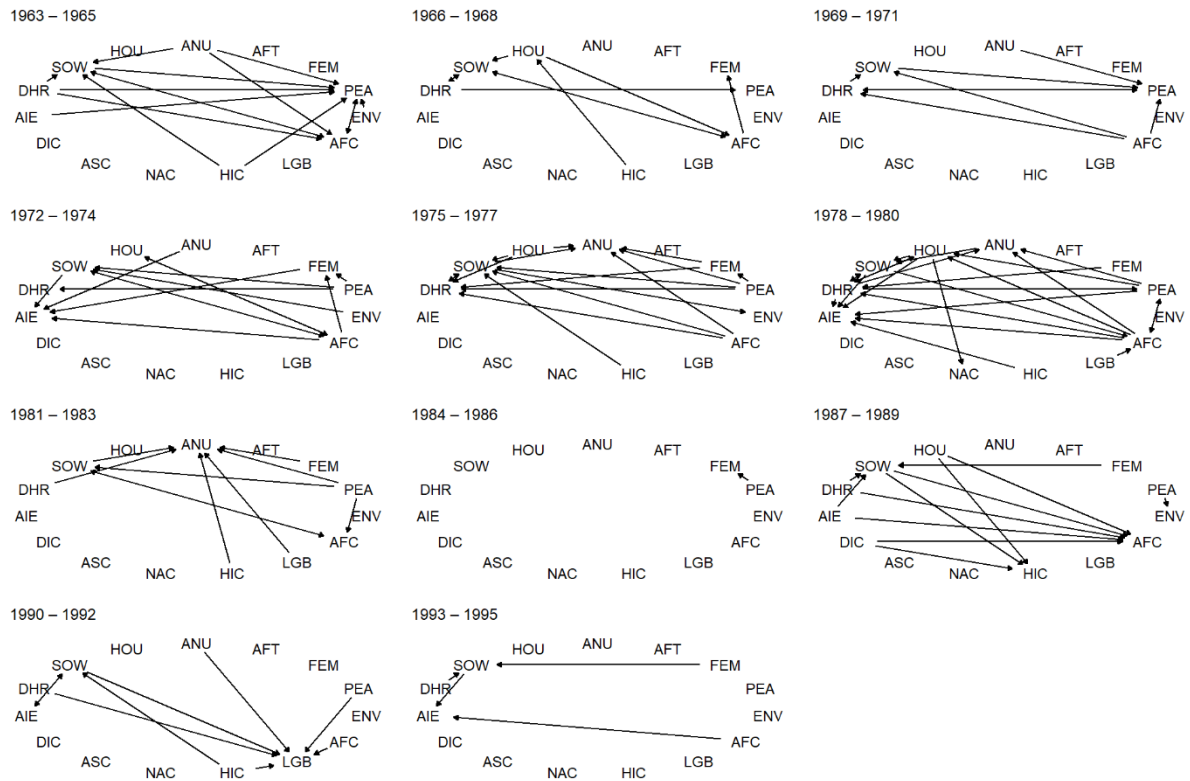 1963 – 1965
HOU ANU AFT
SOW FEM
DHR PEA
AIE ENV
DIC AFC
ASC LGB
NAC HIC
1966 – 1968
HOU ANU AFT
SOW FEM
DHR PEA
AIE ENV
DIC AFC
ASC LGB
NAC HIC
1969 – 1971
HOU ANU AFT
SOW FEM
DHR PEA
AIE ENV
DIC AFC
ASC LGB
NAC HIC
1972 – 1974
HOU ANU AFT
SOW FEM
DHR PEA
AIE ENV
DIC AFC
ASC LGB
NAC HIC
1975 – 1977
HOU ANU AFT
SOW FEM
DHR PEA
AIE ENV
DIC AFC
ASC LGB
NAC HIC
1978 – 1980
HOU ANU AFT
SOW FEM
DHR PEA
AIE ENV
DIC AFC
ASC LGB
NAC HIC
1981 – 1983
HOU ANU AFT
SOW FEM
DHR PEA
AIE ENV
DIC AFC
ASC LGB
NAC HIC
1984 – 1986
HOU ANU AFT
SOW FEM
DHR PEA
AIE ENV
DIC AFC
ASC LGB
NAC HIC
1987 – 1989
HOU ANU AFT
SOW FEM
DHR PEA
AIE ENV
DIC AFC
ASC LGB
NAC HIC
1990 – 1992
HOU ANU AFT
SOW FEM
DHR PEA
AIE ENV
DIC AFC
ASC LGB
NAC HIC
1993 – 1995
HOU ANU AFT
SOW FEM
DHR PEA
AIE ENV
DIC AFC
ASC LGB
NAC HIC